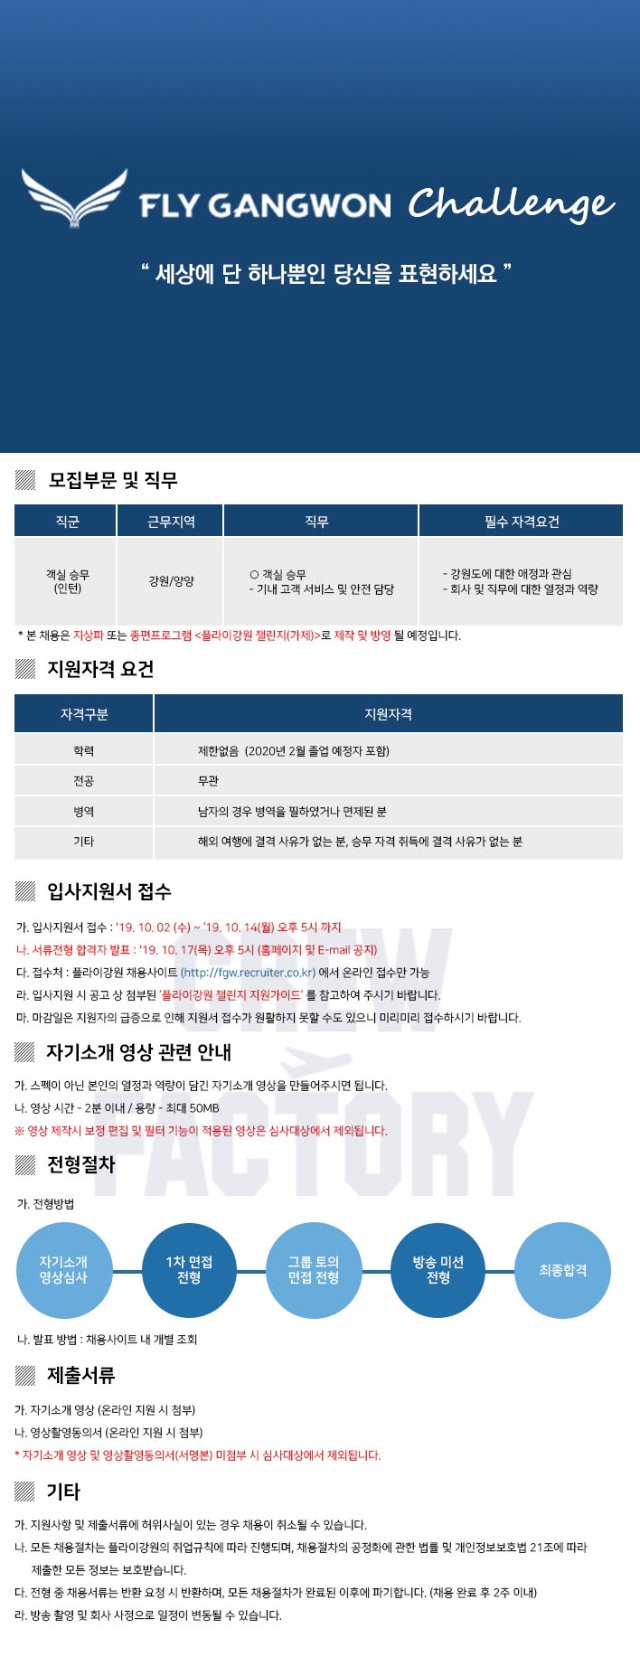 FLY GANGWON Challenge
“ 세상에 단 하나뿐인 당신을 표현하세요 ”
모집부문 및 직무
직군 근무지역 직무 필수 자격요건
객실 승무
(인턴)
강원/양양
○ 객실 승무
- 기내 고객 서비스 및 안전 담당
- 강원도에 대한 애정과 관심
- 회사 및 직무에 대한 열정과 역량
* 본 채용은 지상파 또는 종편프로그램 <플라이강원 챌린지(가제)>로 제작 및 방영 될 예정입니다.
지원자격 요건
자격구분 지원자격
학력 제한없음 (2020년 2월 졸업 예정자 포함)
전공 무관
병역 남자의 경우 병역을 필하였거나 면제된 분
기타 해외 여행에 결격 사유가 없는 분, 승무 자격 취득에 결격 사유가 없는 분
입사지원서 접수
가. 입사지원서 접수 : '19. 10. 02 (수) ~ '19. 10. 14(월) 오후 5시 까지
나. 서류전형 합격자 발표 : '19. 10. 17(목) 오후 5시 (홈페이지 및 E-mail 공지)
다. 접수처 : 플라이강원 채용사이트 (http://fgw.recruiter.co.kr) 에서 온라인 접수만 가능
라. 입사지원 시 공고 상 첨부된 '플라이강원 챌린지 지원가이드' 를 참고하여 주시기 바랍니다.
마. 마감일은 지원자의 급증으로 인해 지원서 접수가 원활하지 못할 수도 있으니 미리미리 접수하시기 바랍니다.
CREW
FACTORY
자기소개 영상 관련 안내
가. 스펙이 아닌 본인의 열정과 역량이 담긴 자기소개 영상을 만들어주시면 됩니다.
나. 영상 시간 - 2분 이내 / 용량 - 최대 50MB
※ 영상 제작시 보정 편집 및 필터 기능이 적용된 영상은 심사대상에서 제외됩니다.
전형절차
가. 전형방법
자기소개
영상심사
1차 면접
전형
그룹 토의
면접 전형
방송 미션
전형
최종합격
나. 발표 방법 : 채용사이트 내 개별 조회
제출서류
가. 자기소개 영상 (온라인 지원 시 첨부)
나. 영상촬영동의서 (온라인 지원 시 첨부)
* 자기소개 영상 및 영상촬영동의서(서명본) 미첨부 시 심사대상에서 제외됩니다.
기타
가. 지원사항 및 제출서류에 허위사실이 있는 경우 채용이 취소될 수 있습니다.
나. 모든 채용절차는 플라이강원의 취업규칙에 따라 진행되며, 채용절차의 공정화에 관한 법률 및 개인정보보호법 21조에 따라
제출한 모든 정보는 보호받습니다.
다. 전형 중 채용서류는 반환 요청 시 반환하며, 모든 채용절차가 완료된 이후에 파기합니다. (채용 완료 후 2주 이내)
라. 방송 촬영 및 회사 사정으로 일정이 변동될 수 있습니다.